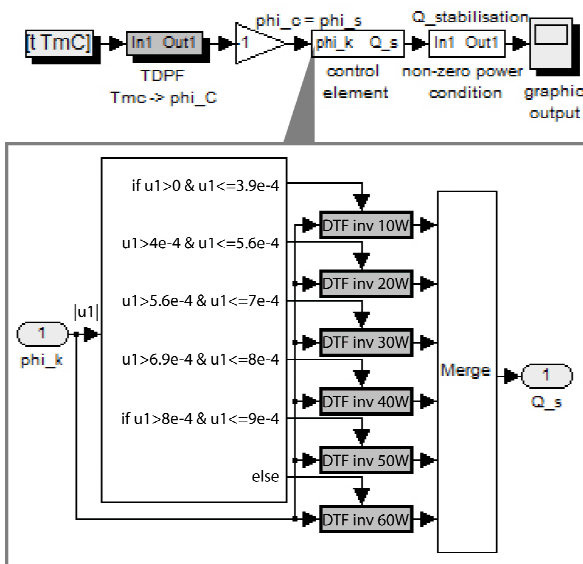 phi_c = phi_s
Q_stabilisation
[t TmC]
In1 Out1
1
phi_k Q_s
In1 Out1
TDPF
Tmc -> phi_C
control
element
non-zero power
condition
graphic
output
if u1>0 & u1<=3.9e-4
DTF inv 10W
u1>4e-4 & u1<=5.6e-4
DTF inv 20W
u1>5.6e-4 & u1<=7e-4
|u1|
1
phi_k
DTF inv 30W
u1>6.9e-4 & u1<=8e-4
Merge
1
Q_s
DTF inv 40W
if u1>8e-4 & u1<=9e-4
DTF inv 50W
else
DTF inv 60W